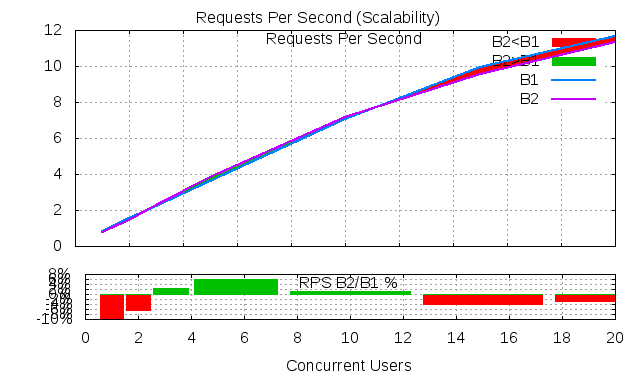 Requests Per Second (Scalability)
Requests Per Second
12
10
8
6
4
2
0
B2<B1
B1
B2
RPS B2/B1 %
8%
-10%
0 2 4 6 8 10 12 14 16 18 20
Concurrent Users